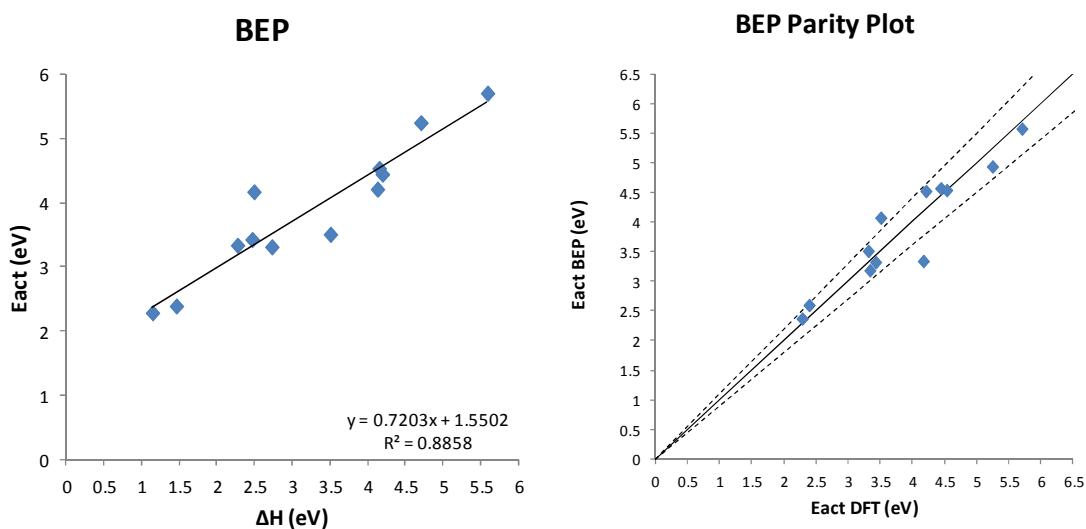 BEP
Eact (eV)
6
5
4
3
2
1
0
y = 0.7203x + 1.5502
R² = 0.8858
0 0.5 1 1.5 2 2.5 3 3.5 4 4.5 5 5.5 6
ΔH (eV)
BEP Parity Plot
Eact BEP (eV)
6.5
6
5.5
5
4.5
4
3.5
3
2.5
2
1.5
1
0.5
0
0 0.5 1 1.5 2 2.5 3 3.5 4 4.5 5 5.5 6 6.5
Eact DFT (eV)